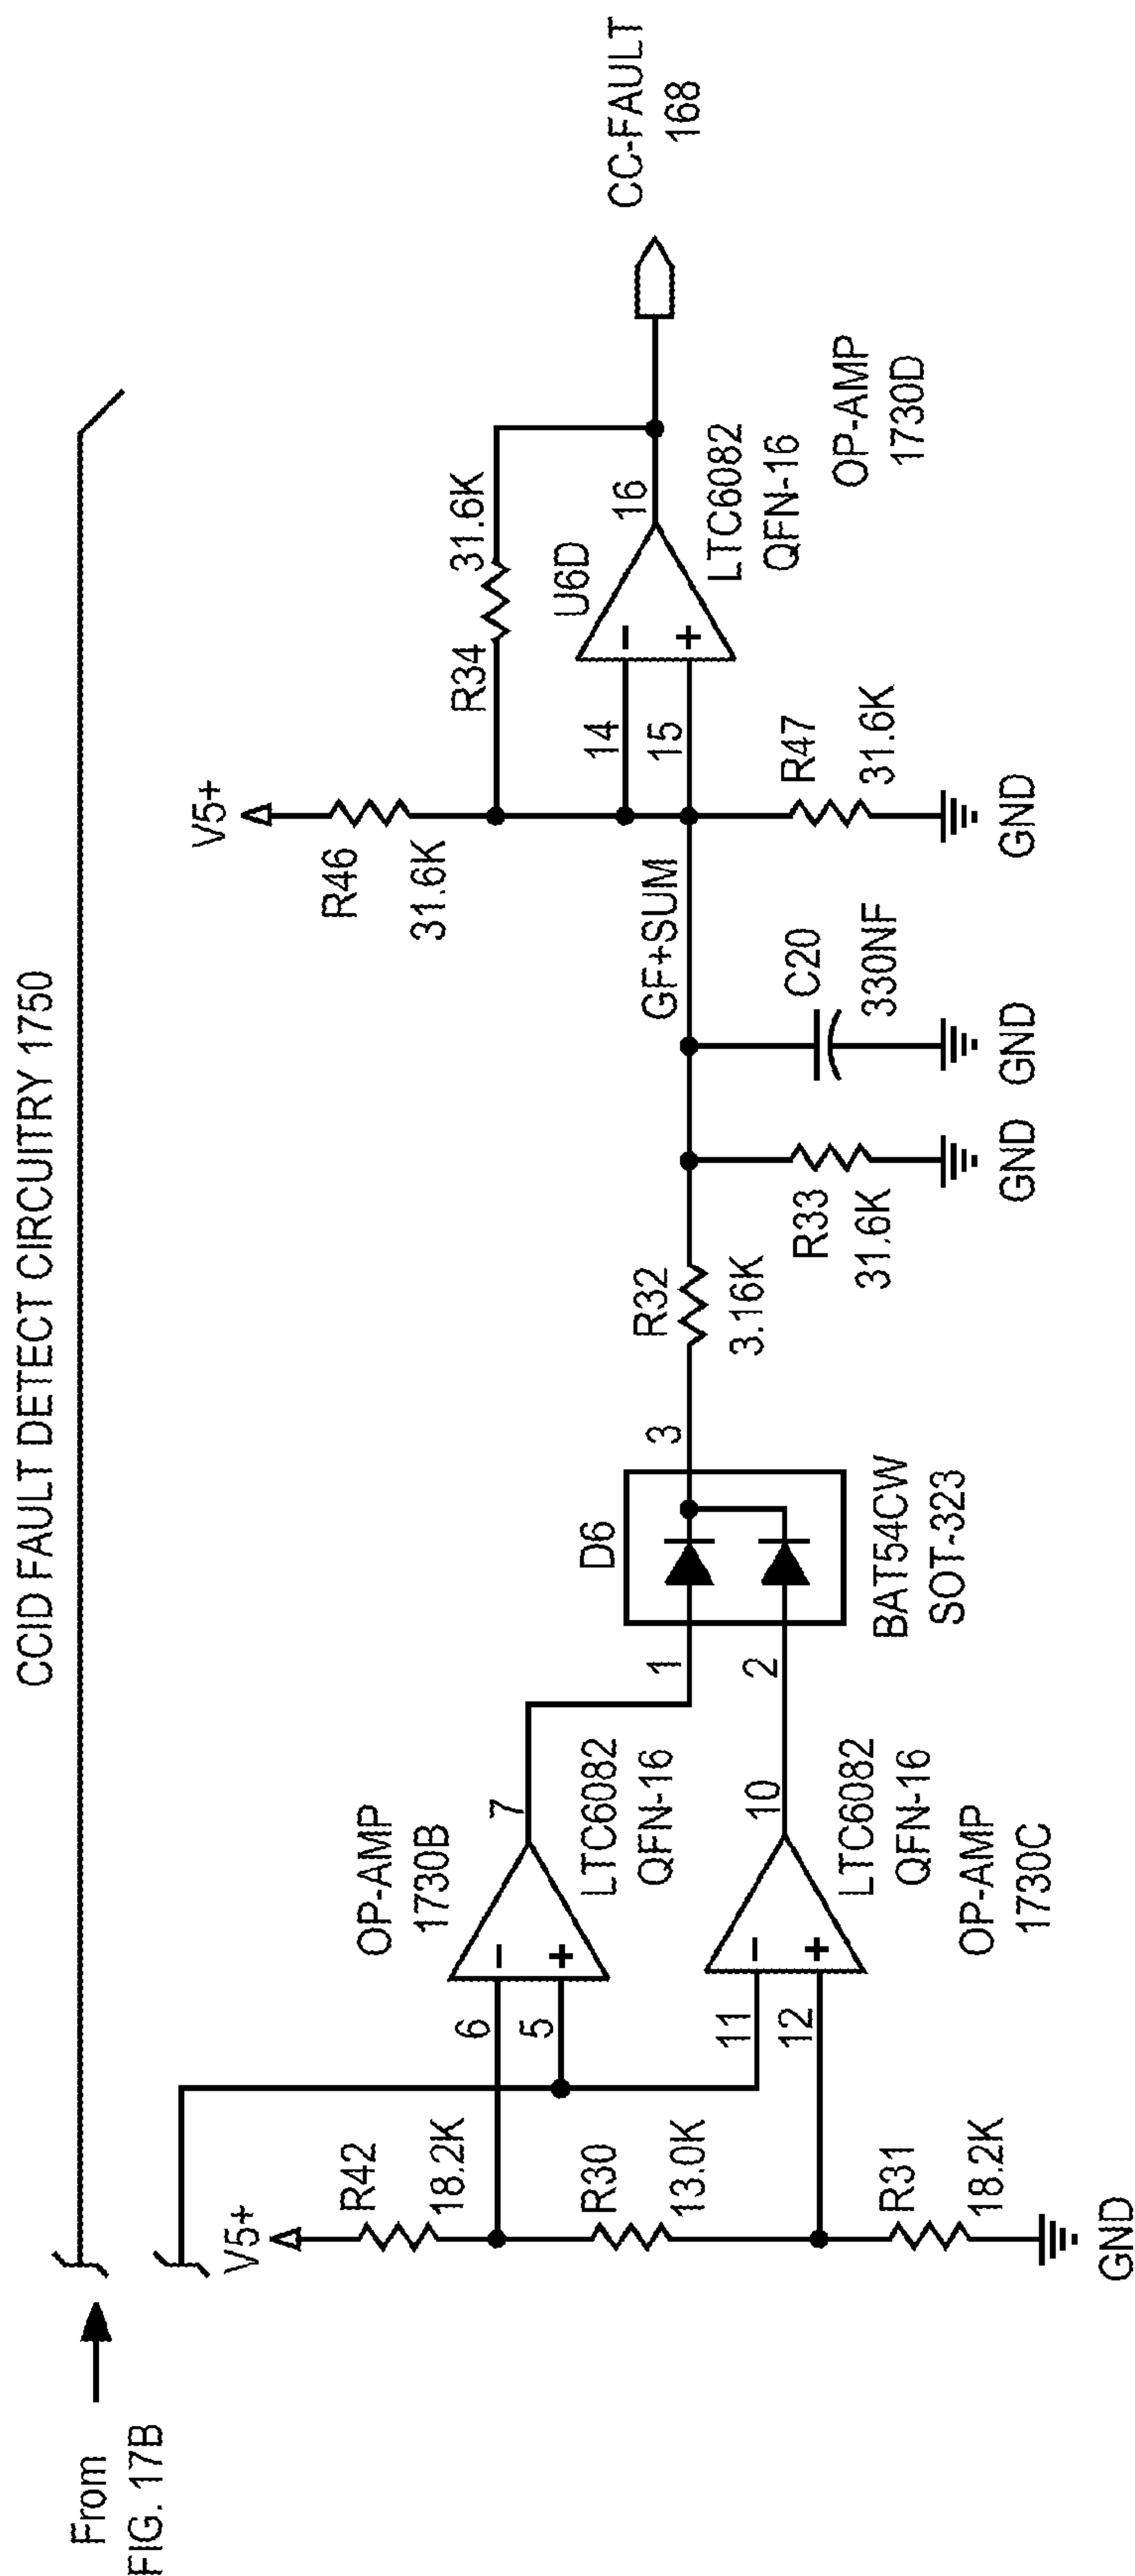 CCID FAULT DETECT CIRCUITRY 1750
From
FIG. 17B
V5+
R42
18.2K
R30
13.0K
R31
18.2K
GND
6
5
11
12
OP-AMP
1730B
7
LTC6082
QFN-16
10
LTC6082
QFN-16
OP-AMP
1730C
1
2
D6
3
BAT54CW
SOT-323
R32
3.16K
R33
31.6K
GND
C20
330NF
GND
GF+SUM
V5+
R46
31.6K
R47
31.6K
GND
R34
31.6K
14
15
U6D
16
LTC6082
QFN-16
OP-AMP
1730D
CC-FAULT
168